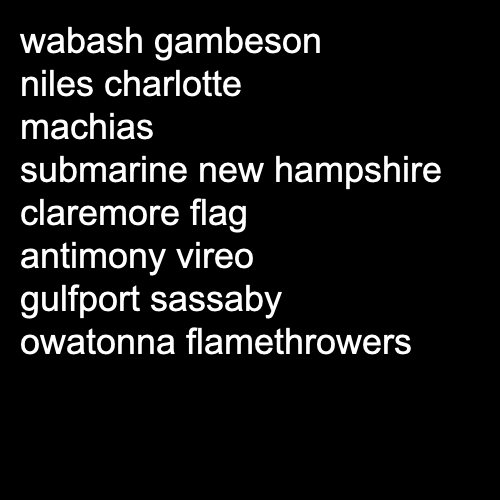 wabash gambeson
niles charlotte
machias
submarine new hampshire
claremore flag
antimony vireo
gulfport sassaby
owatonna flamethrowers